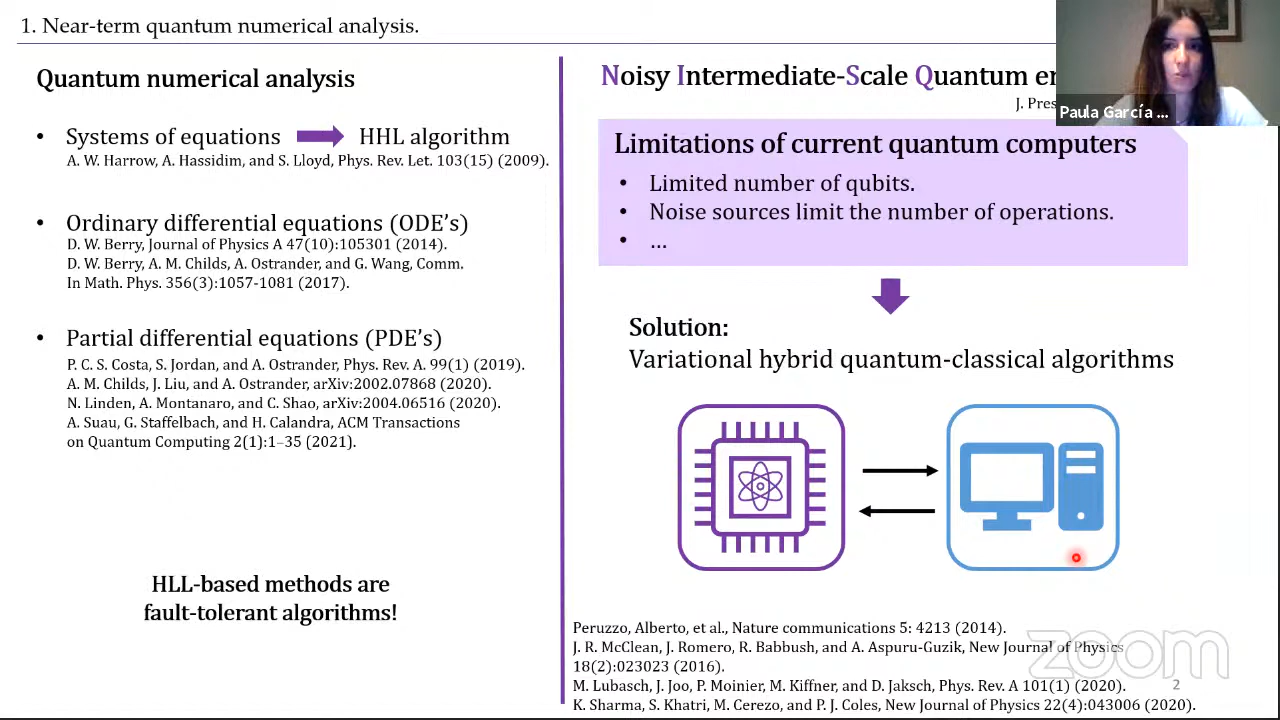 1. Near-term quantum numerical analysis.
Quantum numerical analysis
• Systems of equations HHL algorithm
A. W. Harrow, A. Hassidim, and S. Lloyd, Phys. Rev. Let. 103(15) (2009).
• Ordinary differential equations (ODE’s)
D. W. Berry, Journal of Physics A 47(10):105301 (2014).
D. W. Berry, A. M. Childs, A. Ostrander, and G. Wang, Comm.
In Math. Phys. 356(3):1057-1081 (2017).
• Partial differential equations (PDE’s)
P. C. S. Costa, S. Jordan, and A. Ostrander, Phys. Rev. A. 99(1) (2019).
A. M. Childs, J. Liu, and A. Ostrander, arXiv:2002.07868 (2020).
N. Linden, A. Montanaro, and C. Shao, arXiv:2004.06516 (2020).
A. Suau, G. Staffelbach, and H. Calandra, ACM Transactions
on Quantum Computing 2(1):1–35 (2021).
HLL-based methods are
fault-tolerant algorithms!
Noisy Intermediate-Scale Quantum
J.
Paula García ...
Limitations of current quantum computers
• Limited number of qubits.
• Noise sources limit the number of operations.
• ...
Solution:
Variational hybrid quantum-classical algorithms
Peruzzo, Alberto, et al., Nature communications 5: 4213 (2014).
J. R. McClean, J. Romero, R. Babbush, and A. Aspuru-Guzik, New Journal of Physics
18(2):023023 (2016).
M. Lubasch, J. Joo, P. Moinier, M. Kiffner, and D. Jaksch, Phys. Rev. A 101(1) (2020).
K. Sharma, S. Khatri, M. Cerezo, and P. J. Coles, New Journal of Physics 22(4):043006 (2020).
zoom
2